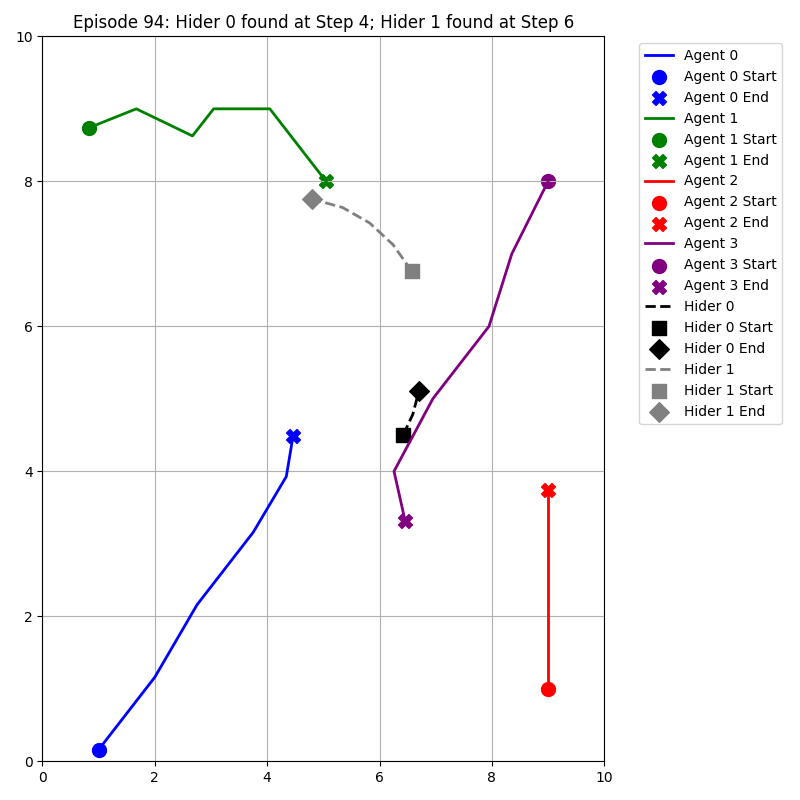 Episode 94: Hider 0 found at Step 4; Hider 1 found at Step 6
10
8
6
4
2
0
0 2 4 6 8 10
Agent 0
Agent 0 Start
Agent 0 End
Agent 1
Agent 1 Start
Agent 1 End
Agent 2
Agent 2 Start
Agent 2 End
Agent 3
Agent 3 Start
Agent 3 End
Hider 0
Hider 0 Start
Hider 0 End
Hider 1
Hider 1 Start
Hider 1 End